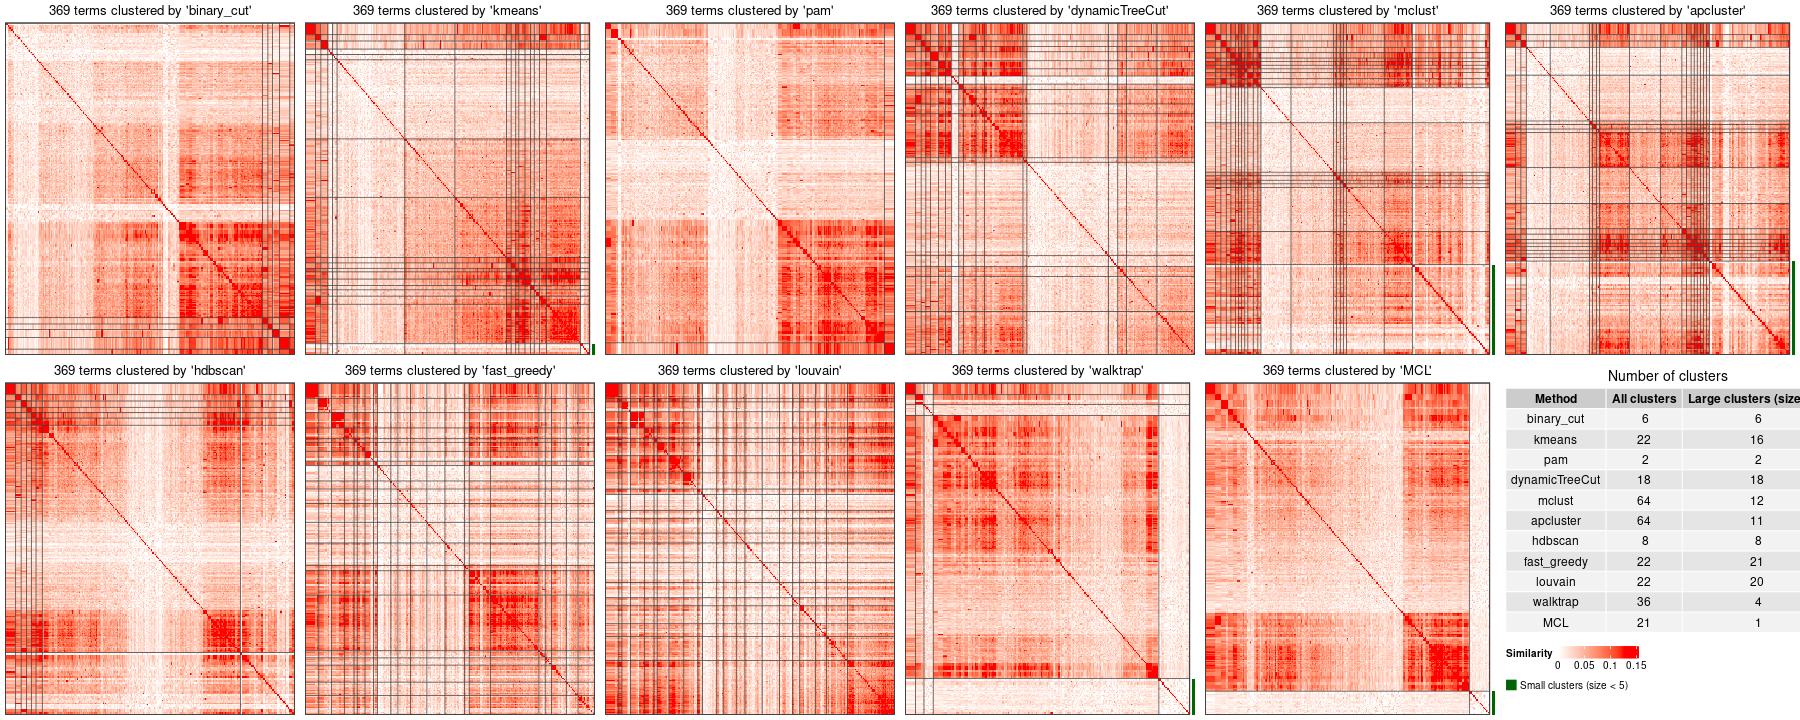 369 terms clustered by 'binary_cut'
369 terms clustered by 'kmeans'
369 terms clustered by 'pam'
369 terms clustered by 'dynamicTreeCut'
369 terms clustered by 'mclust'
369 terms clustered by 'apcluster'
369 terms clustered by 'hdbscan'
369 terms clustered by 'fast_greedy'
369 terms clustered by 'louvain'
369 terms clustered by 'walktrap'
369 terms clustered by 'MCL'
Number of clusters
Method All clusters Large clusters (size
binary_cut 6 6
kmeans 22 16
pam 2 2
dynamicTreeCut 18 18
mclust 64 12
apcluster 64 11
hdbscan 8 8
fast_greedy 22 21
louvain 22 20
walktrap 36 4
MCL 21 1
Similarity
0 0.05 0.1 0.15
Small clusters (size < 5)